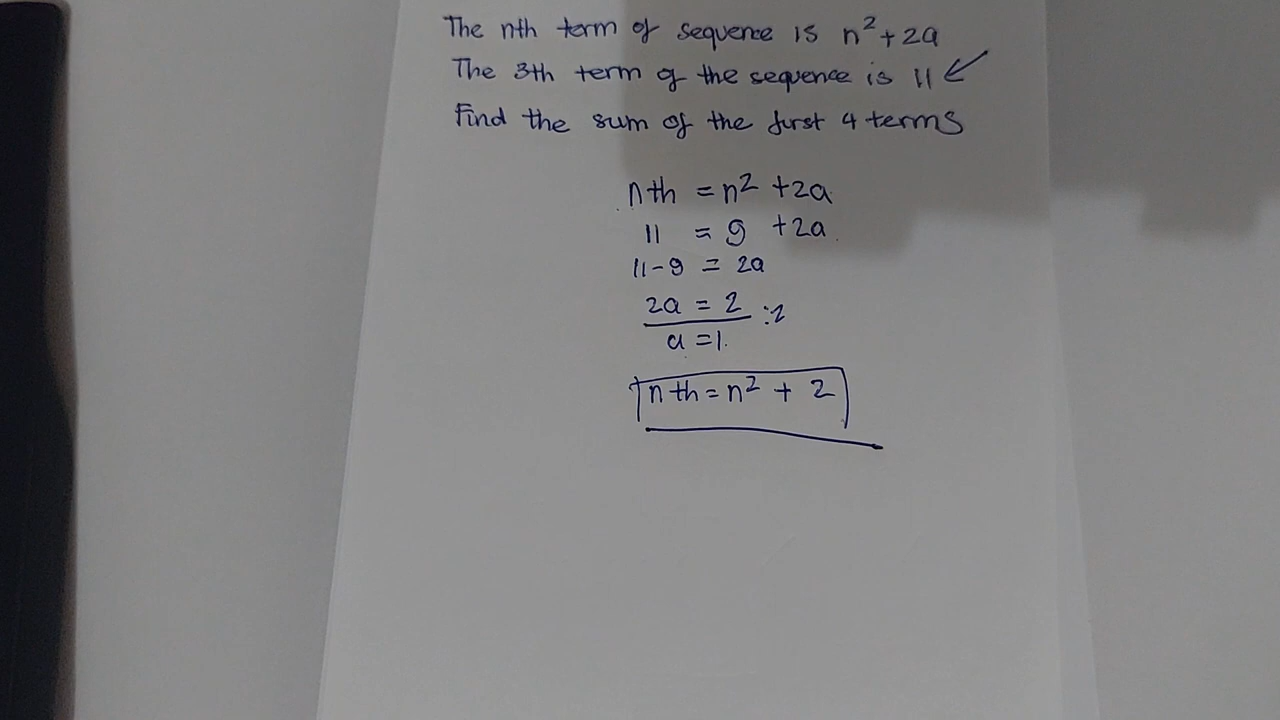 The nth term of sequence is n²+2a
The 3th term of the sequence is 11 ↙
Find the sum of the first 4 terms
nth = n² +2a
11 = 9 +2a
11-9 = 2a
2a = 2 :2
a = 1.
nth = n² + 2